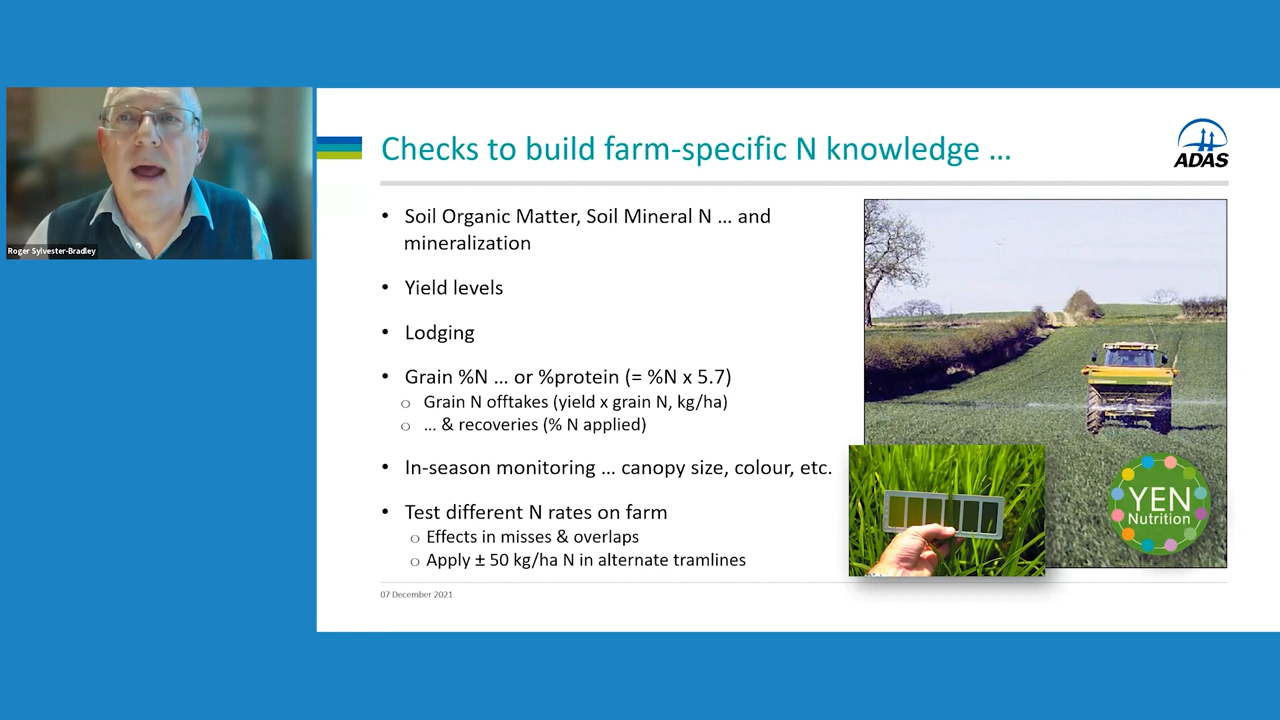 Roger Sylvester-Bradley
Checks to build farm-specific N knowledge ...
ADAS
• Soil Organic Matter, Soil Mineral N ... and
mineralization
• Yield levels
• Lodging
• Grain %N ... or %protein (= %N x 5.7)
○ Grain N offtakes (yield x grain N, kg/ha)
○ ... & recoveries (% N applied)
• In-season monitoring ... canopy size, colour, etc.
• Test different N rates on farm
○ Effects in misses & overlaps
○ Apply ± 50 kg/ha N in alternate tramlines
YEN
Nutrition
07 December 2021